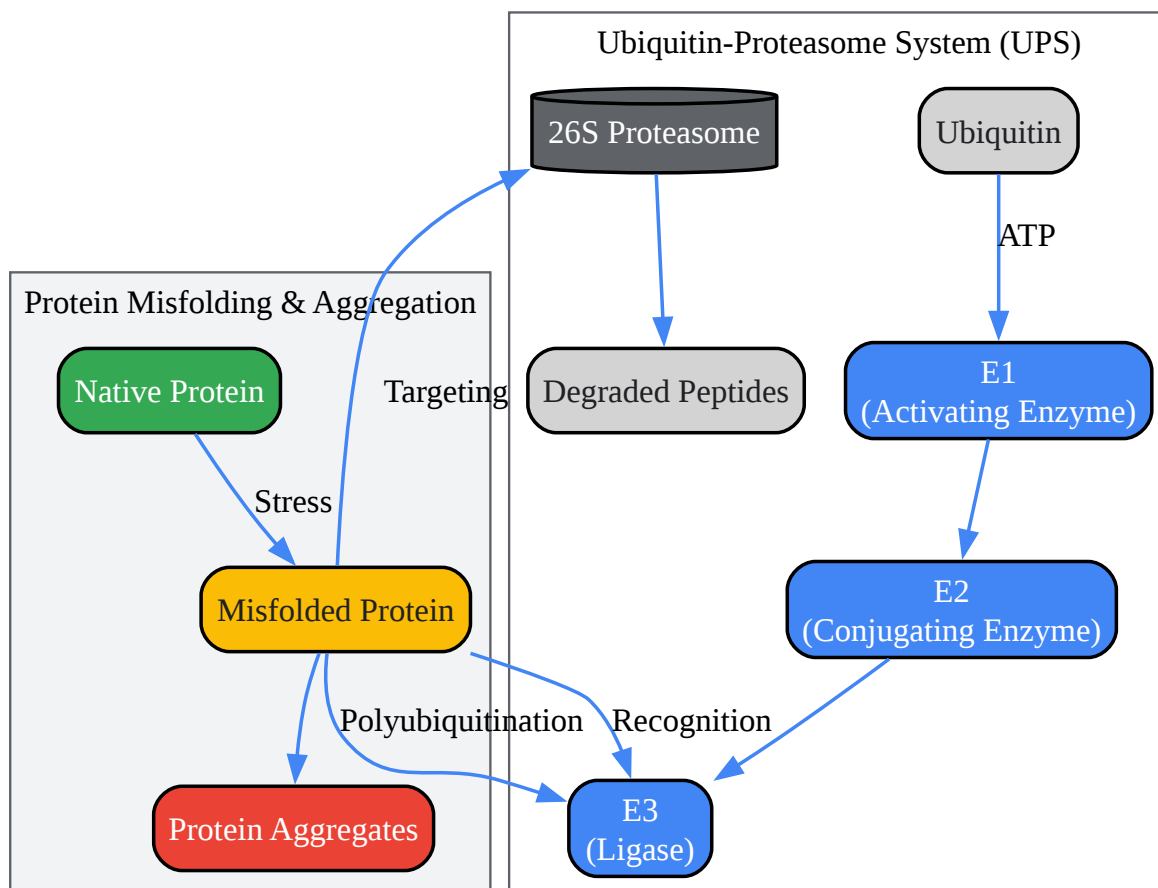 Ubiquitin-Proteasome System (UPS)
26S Proteasome
Ubiquitin
ATP
Protein Misfolding & Aggregation
Native Protein
Targeting
Degraded Peptides
E1
(Activating Enzyme)
Stress
Misfolded Protein
E2
(Conjugating Enzyme)
Polyubiquitination
Recognition
Protein Aggregates
E3
(Ligase)